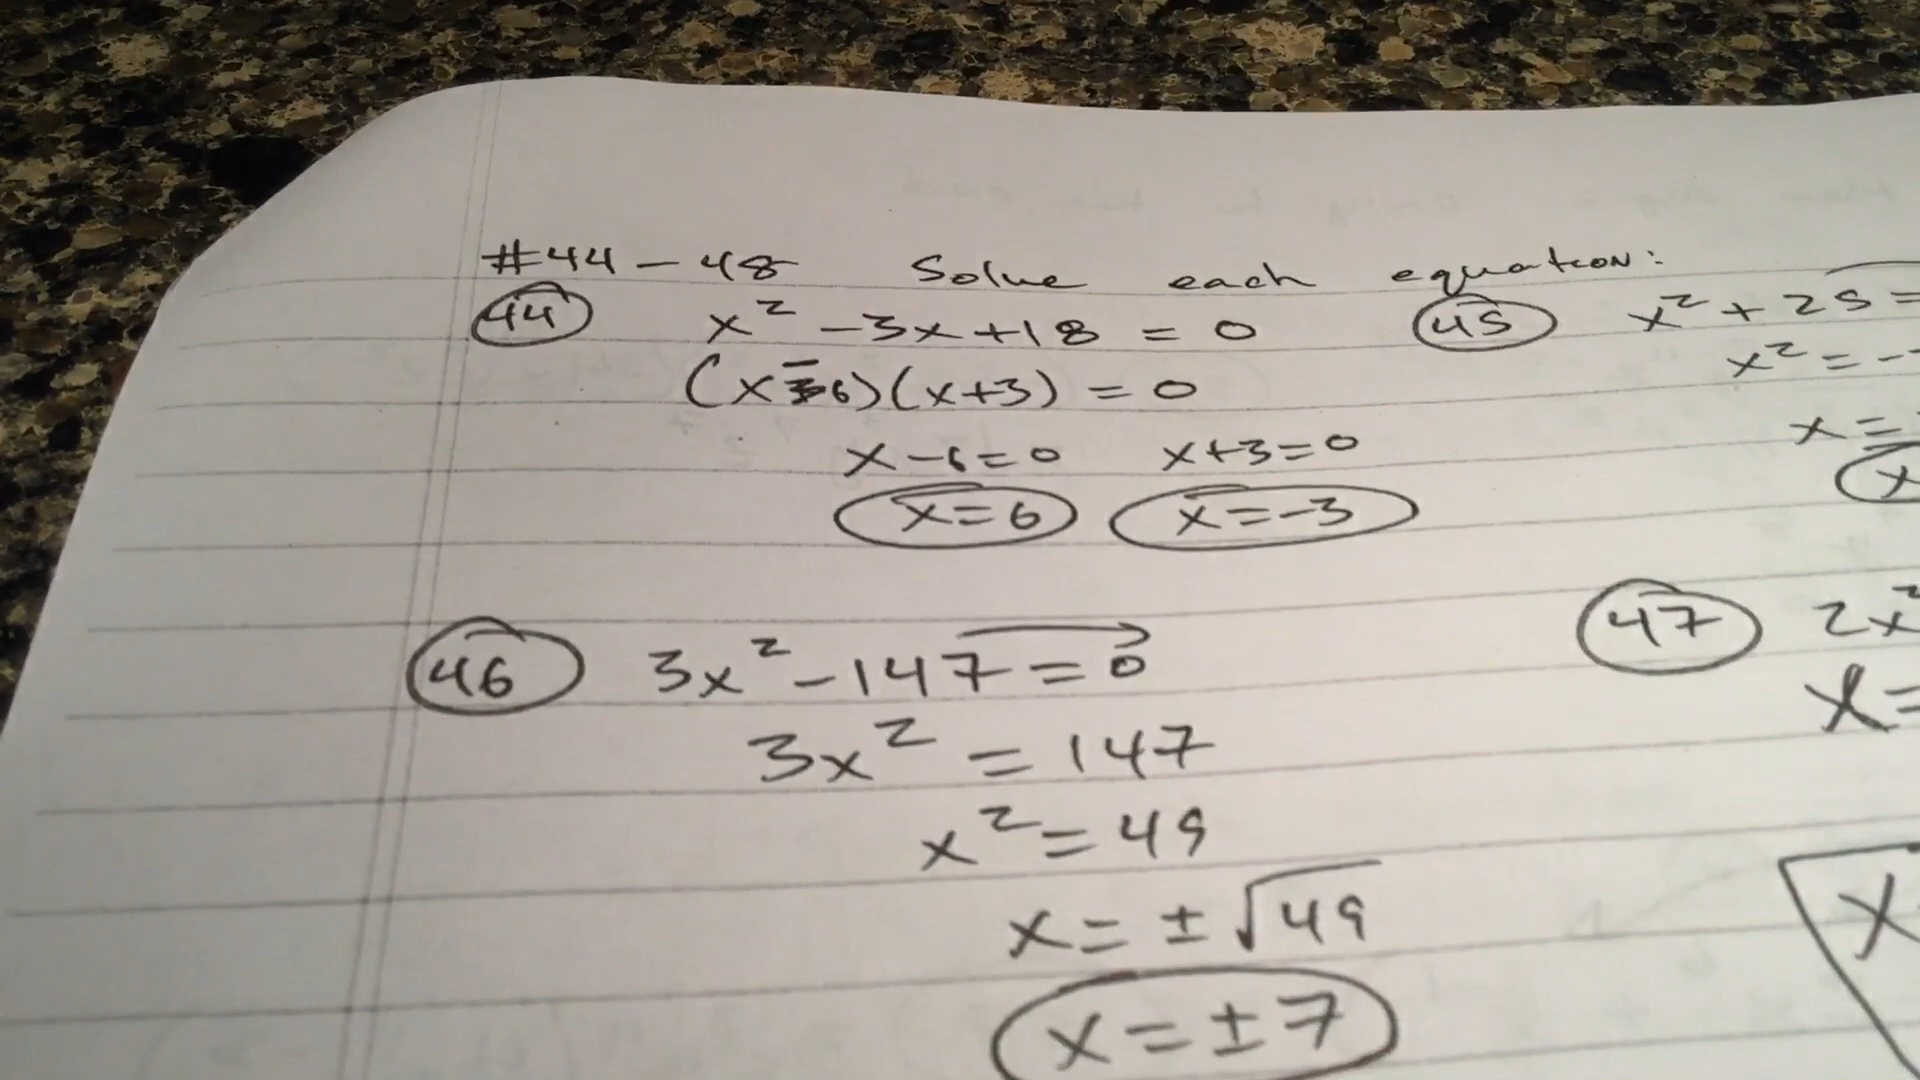 #44 - 48 Solve each equation:
44 x² - 3x + 18 = 0
(x - 6)(x + 3) = 0
x - 6 = 0 x + 3 = 0
x = 6 x = -3
45 x² + 25 =
x² = -
x =
x
46 3x² - 147 = 0
3x² = 147
x² = 49
x = ± √49
x = ± 7
47 2x²
x =
x